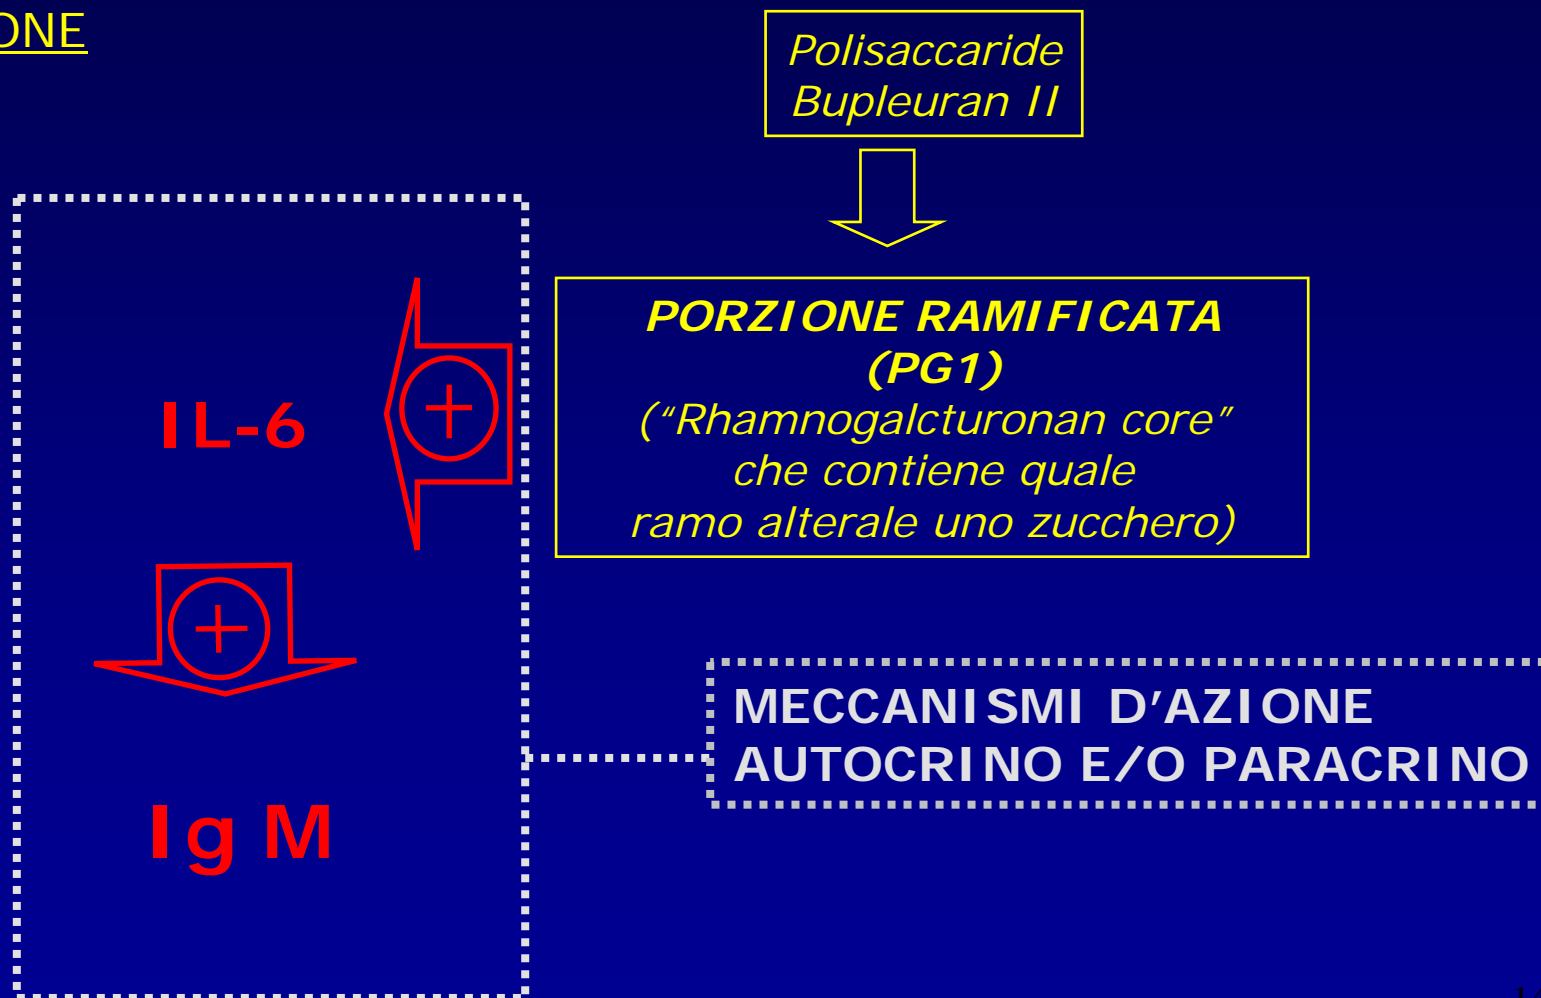 ONE
Polisaccaride
Bupleuran II
PORZIONE RAMIFICATA
(PG1)
(“Rhamnogalcturonan core”
che contiene quale
ramo alterale uno zucchero)
IL-6
+
+
IgM
MECCANISMI D’AZIONE
AUTOCRINO E/O PARACRINO